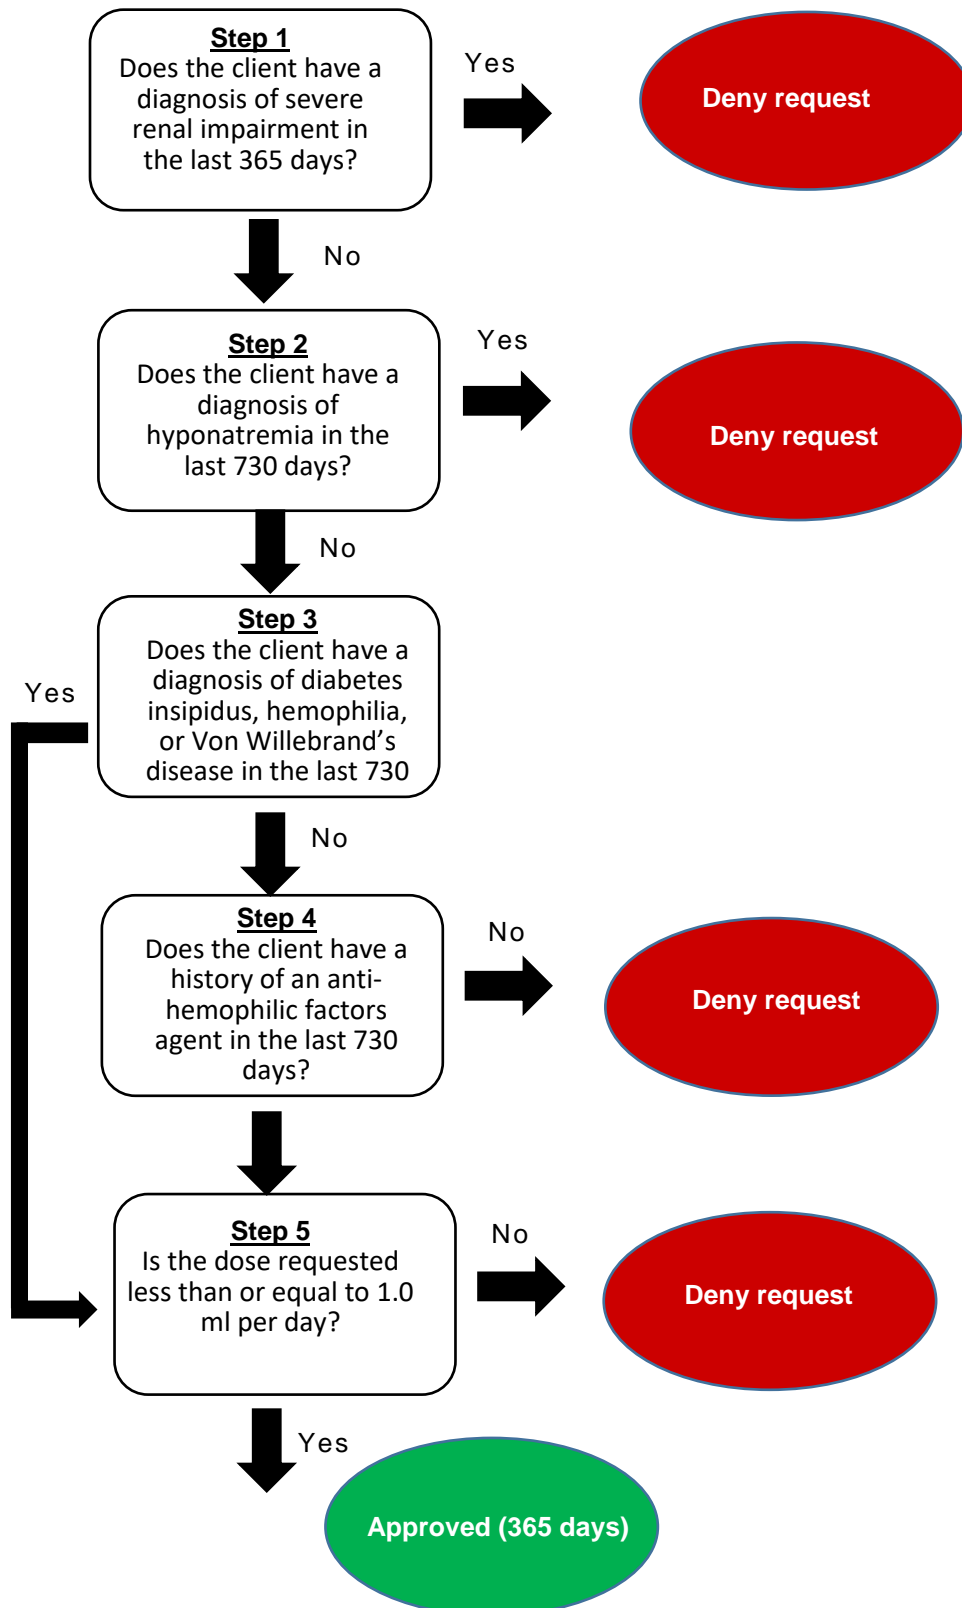 Step 1
Does the client have a
diagnosis of severe
renal impairment in
the last 365 days?
Yes
Deny request
No
Step 2
Does the client have a
diagnosis of
hyponatremia in the
last 730 days?
Yes
Deny request
No
Step 3
Does the client have a
diagnosis of diabetes
insipidus, hemophilia,
or Von Willebrand’s
disease in the last 730
Yes
No
Step 4
Does the client have a
history of an anti-
hemophilic factors
agent in the last 730
days?
No
Deny request
Step 5
Is the dose requested
less than or equal to 1.0
ml per day?
No
Deny request
Yes
Approved (365 days)